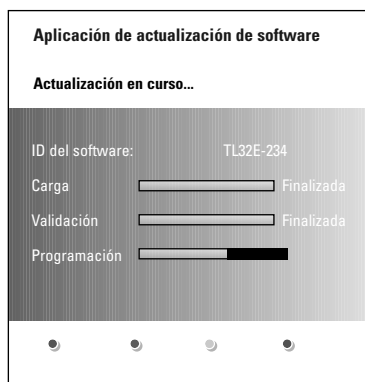 Aplicación de actualización de software
Actualización en curso...
ID del software: TL32E-234
Carga Finalizada
Validación Finalizada
Programación